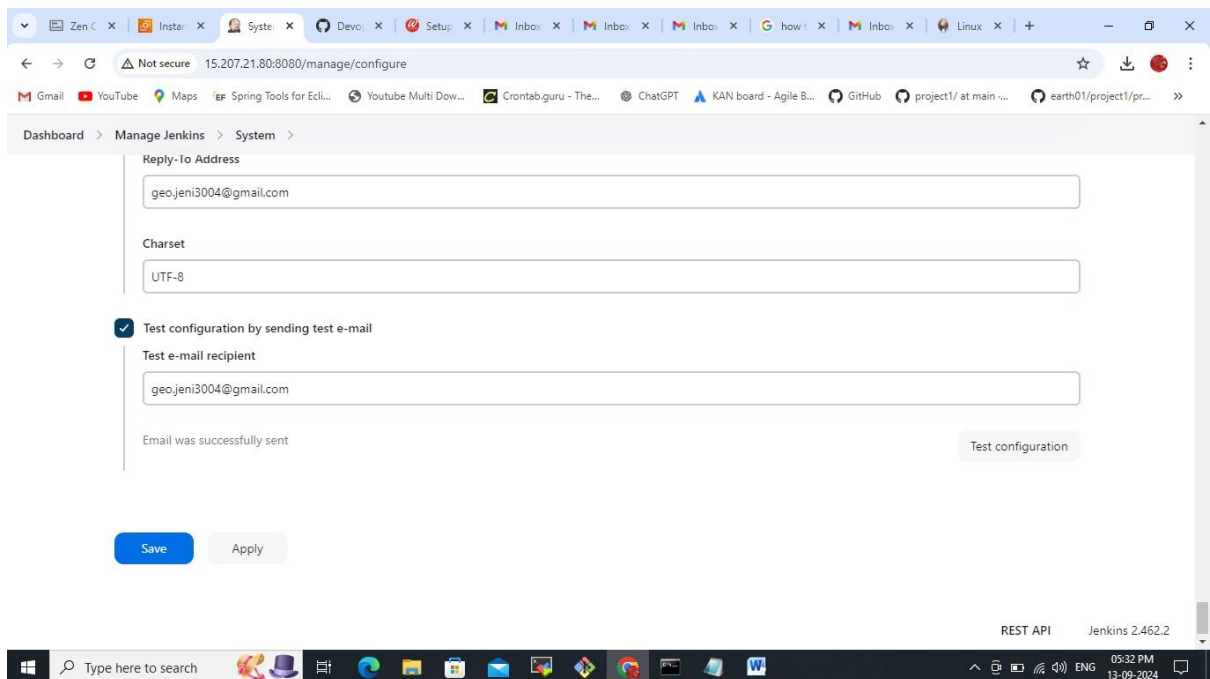 Zen C
Instar
Syste
Devo
Setup
Inbox
Inbox
Inbox
how t
Inbox
Linux
Not secure 15.207.21.80:8080/manage/configure
Gmail YouTube Maps Spring Tools for Ecli... Youtube Multi Dow... Crontab.guru - The... ChatGPT KAN board - Agile B... GitHub project1/ at main ·... earth01/project1/pr...
Dashboard > Manage Jenkins > System >
Reply-To Address
geo.jeni3004@gmail.com
Charset
UTF-8
Test configuration by sending test e-mail
Test e-mail recipient
geo.jeni3004@gmail.com
Email was successfully sent
Test configuration
Save Apply
REST API Jenkins 2.462.2
Type here to search
ENG
05:32 PM
13-09-2024